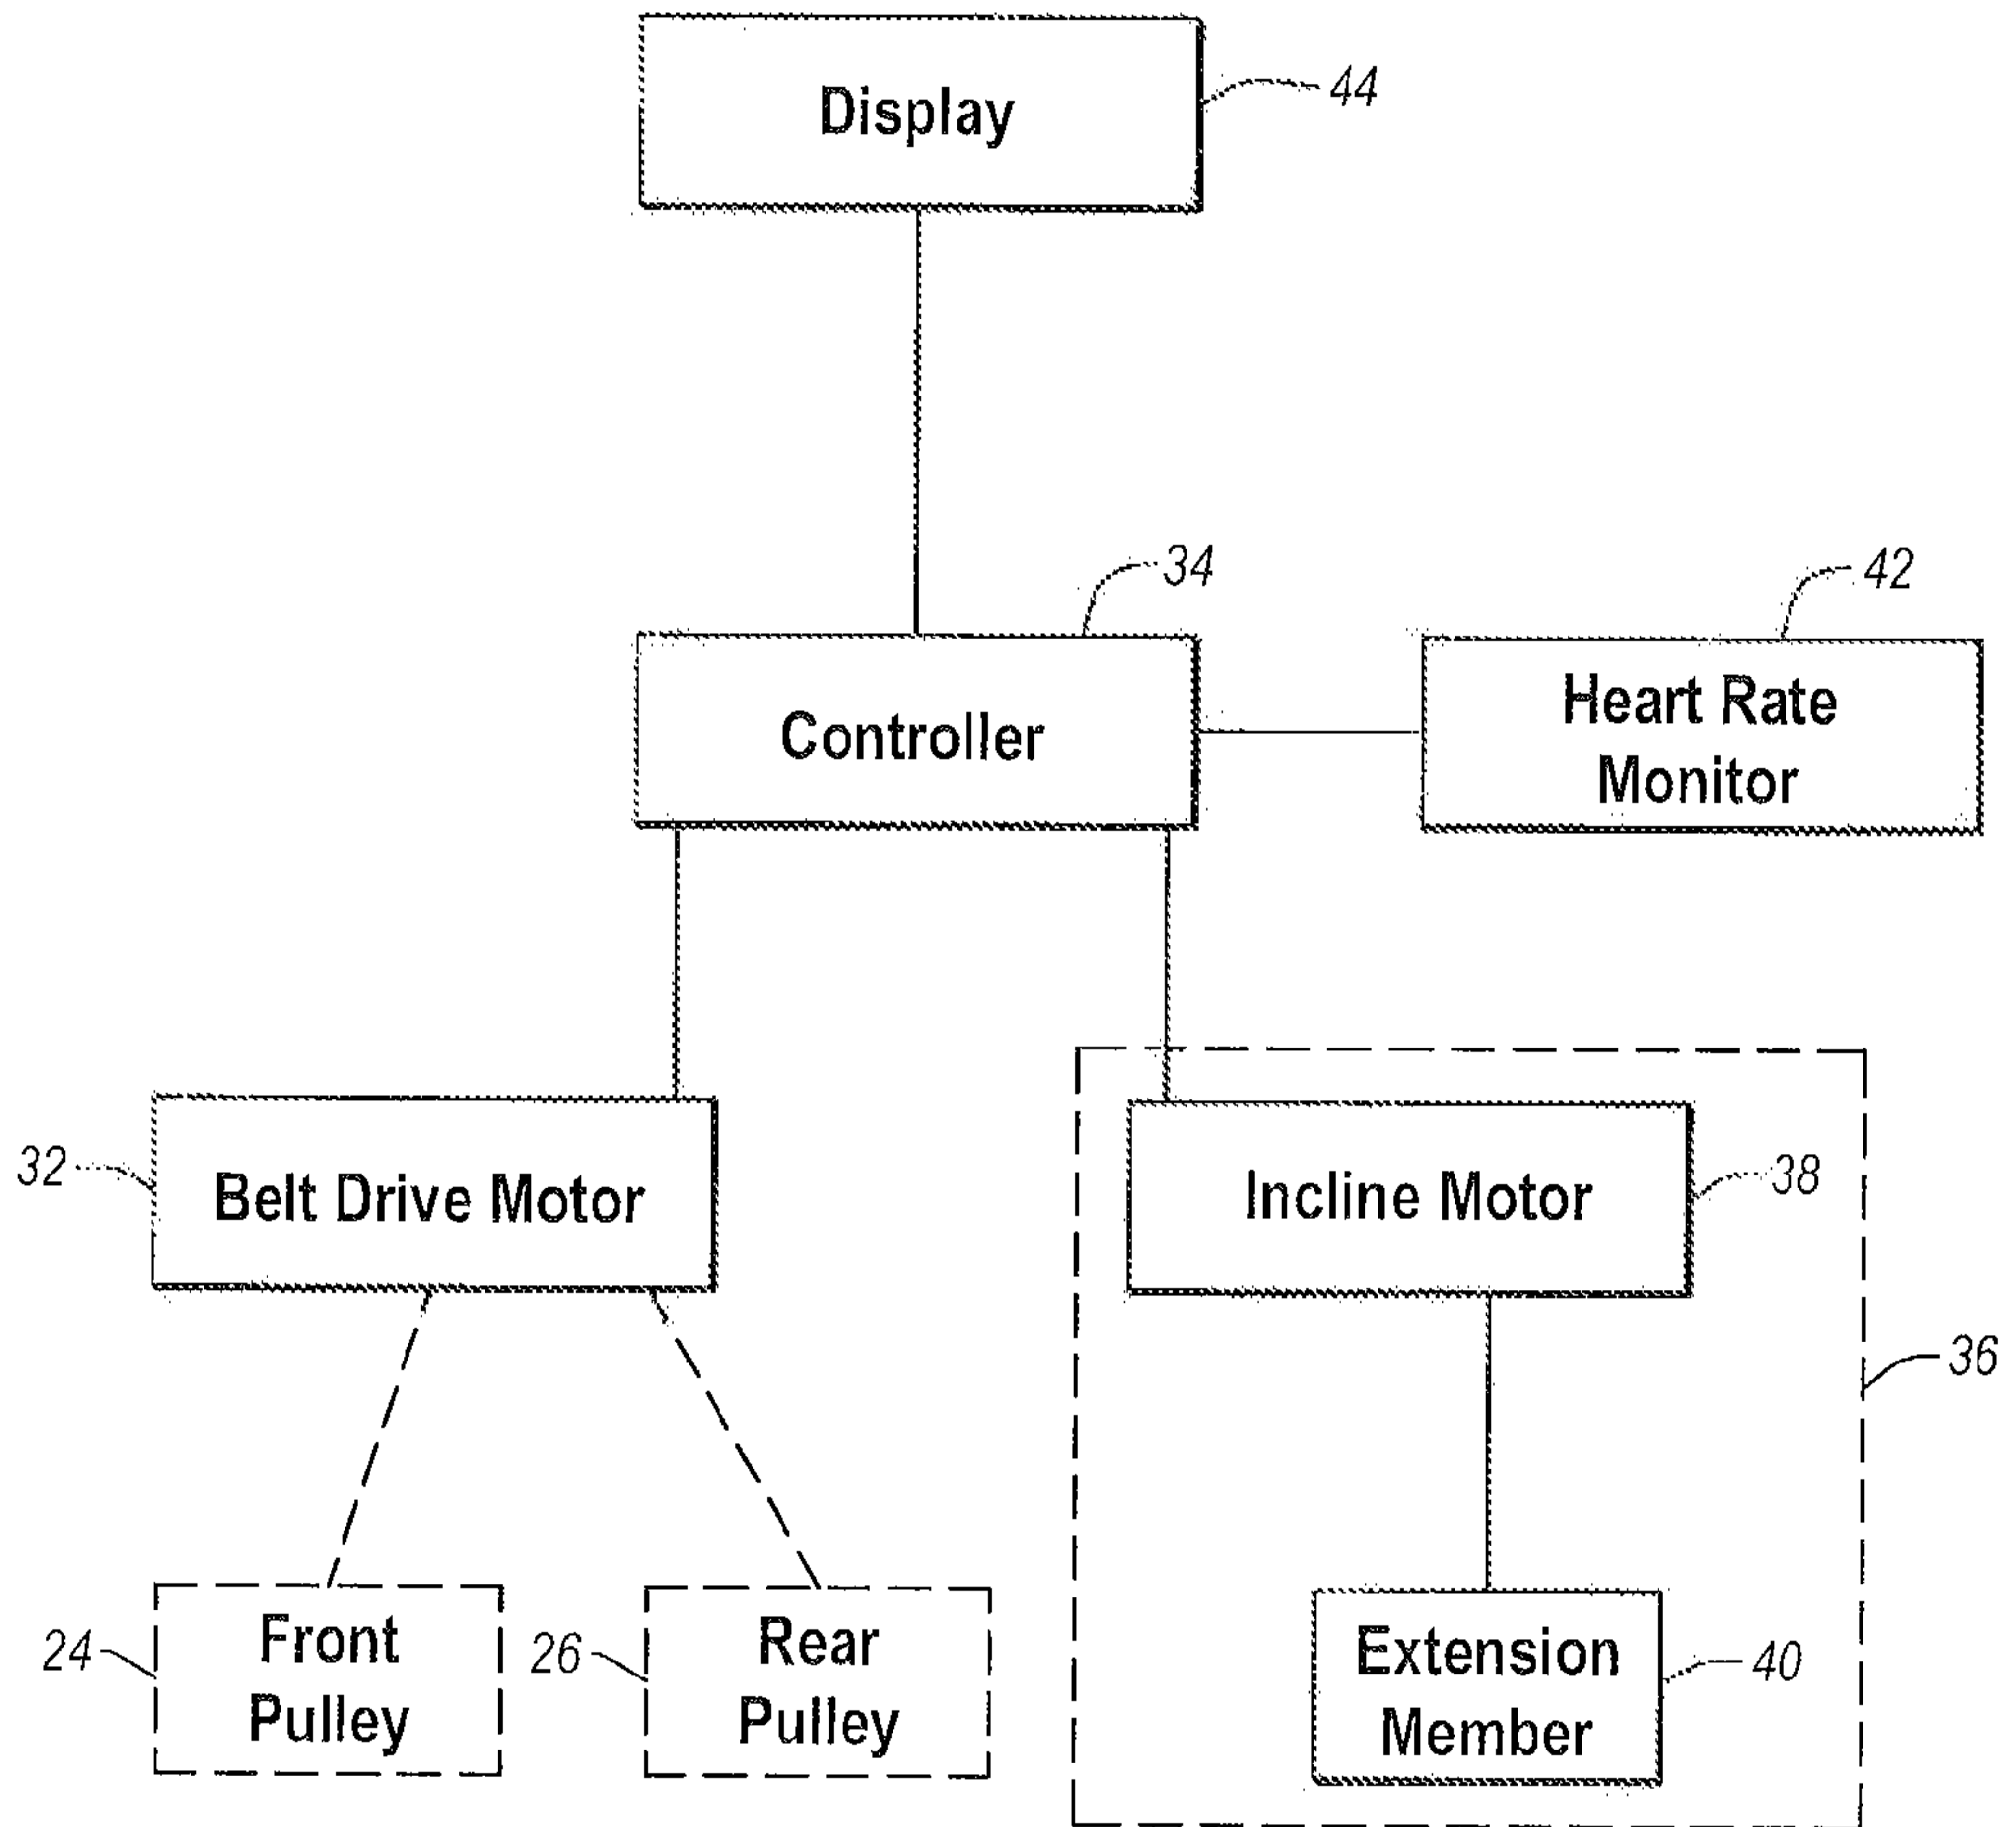 Display
44
34
Controller
42
Heart Rate
Monitor
32
Belt Drive Motor
Incline Motor
38
36
24
Front
Pulley
26
Rear
Pulley
Extension
Member
40